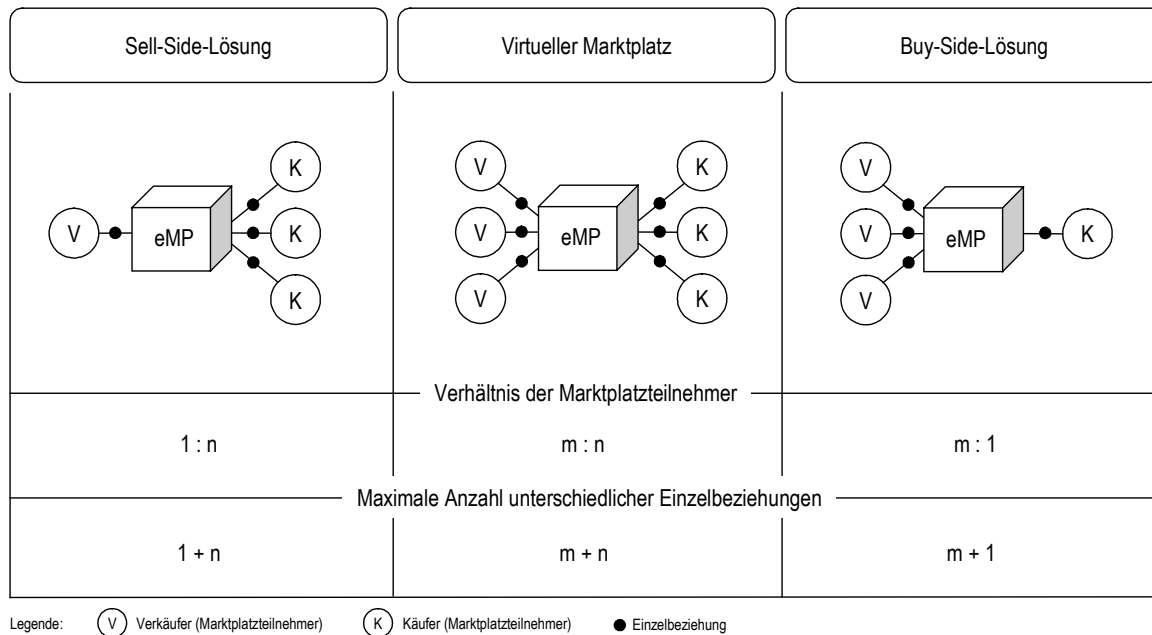 Sell-Side-Lösung
Virtueller Marktplatz
Buy-Side-Lösung
K
V
K
V
V
eMP
K
V
eMP
K
V
eMP
K
K
V
K
V
Verhältnis der Marktplatzteilnehmer
1 : n
m : n
m : 1
Maximale Anzahl unterschiedlicher Einzelbeziehungen
1 + n
m + n
m + 1
Legende: V Verkäufer (Marktplatzteilnehmer) K Käufer (Marktplatzteilnehmer) Einzelbeziehung